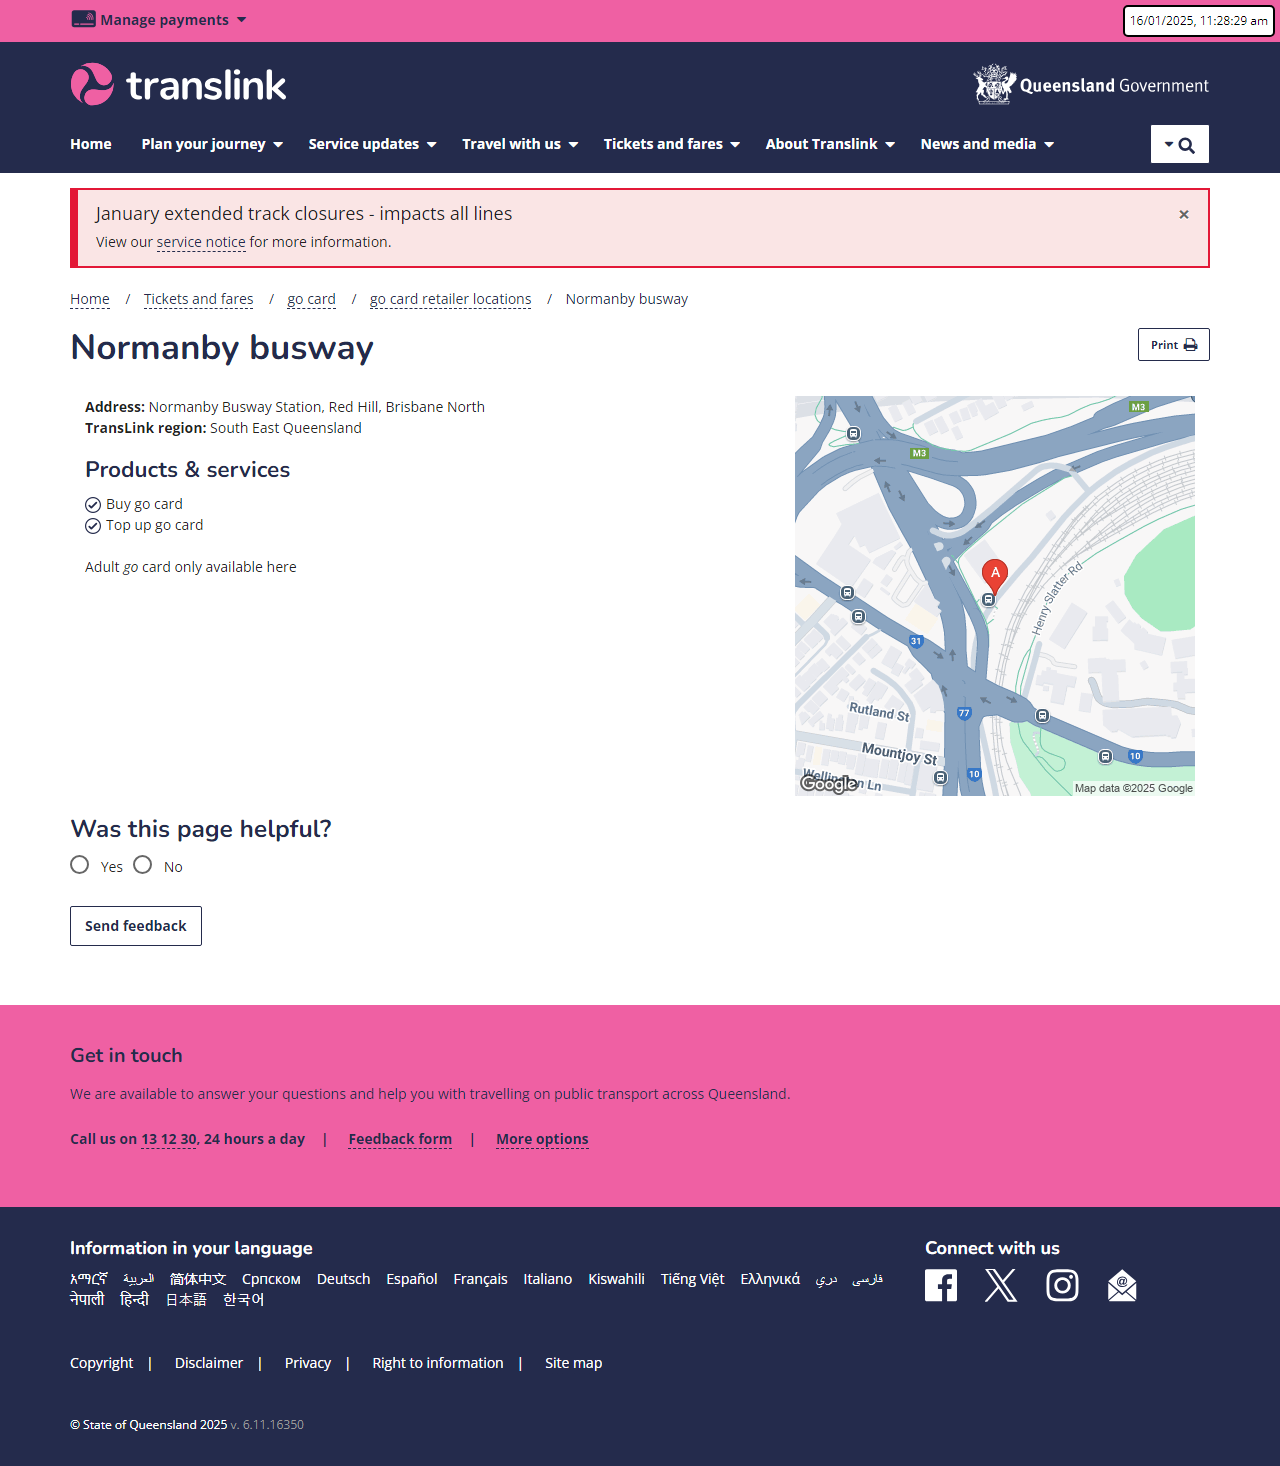 Manage payments
16/01/2025, 11:28:29 am
translink
Queensland Government
Home Plan your journey Service updates Travel with us Tickets and fares About Translink News and media
January extended track closures - impacts all lines
×
View our service notice for more information.
Home / Tickets and fares / go card / go card retailer locations / Normanby busway
Normanby busway
Print
Address: Normanby Busway Station, Red Hill, Brisbane North
TransLink region: South East Queensland
Products & services
Buy go card
Top up go card
Adult go card only available here
M3
M3
A
Henry Slatter Rd
31
77
Rutland St
Mountjoy St
10
10
Google
Map data ©2025 Google
Was this page helpful?
Yes No
Send feedback
Get in touch
We are available to answer your questions and help you with travelling on public transport across Queensland.
Call us on 13 12 30, 24 hours a day | Feedback form | More options
Information in your language
አማርኛ العربية 简体中文 Српском Deutsch Español Français Italiano Kiswahili Tiếng Việt Ελληνικά دري فارسی
नेपाली हिन्दी 日本語 한국어
Connect with us
Copyright | Disclaimer | Privacy | Right to information | Site map
© State of Queensland 2025 v. 6.11.16350